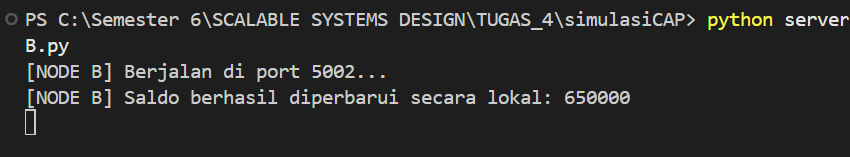 PS C:\Semester 6\SCALABLE SYSTEMS DESIGN\TUGAS_4\simulasiCAP> python server
B.py
[NODE B] Berjalan di port 5002...
[NODE B] Saldo berhasil diperbarui secara lokal: 650000